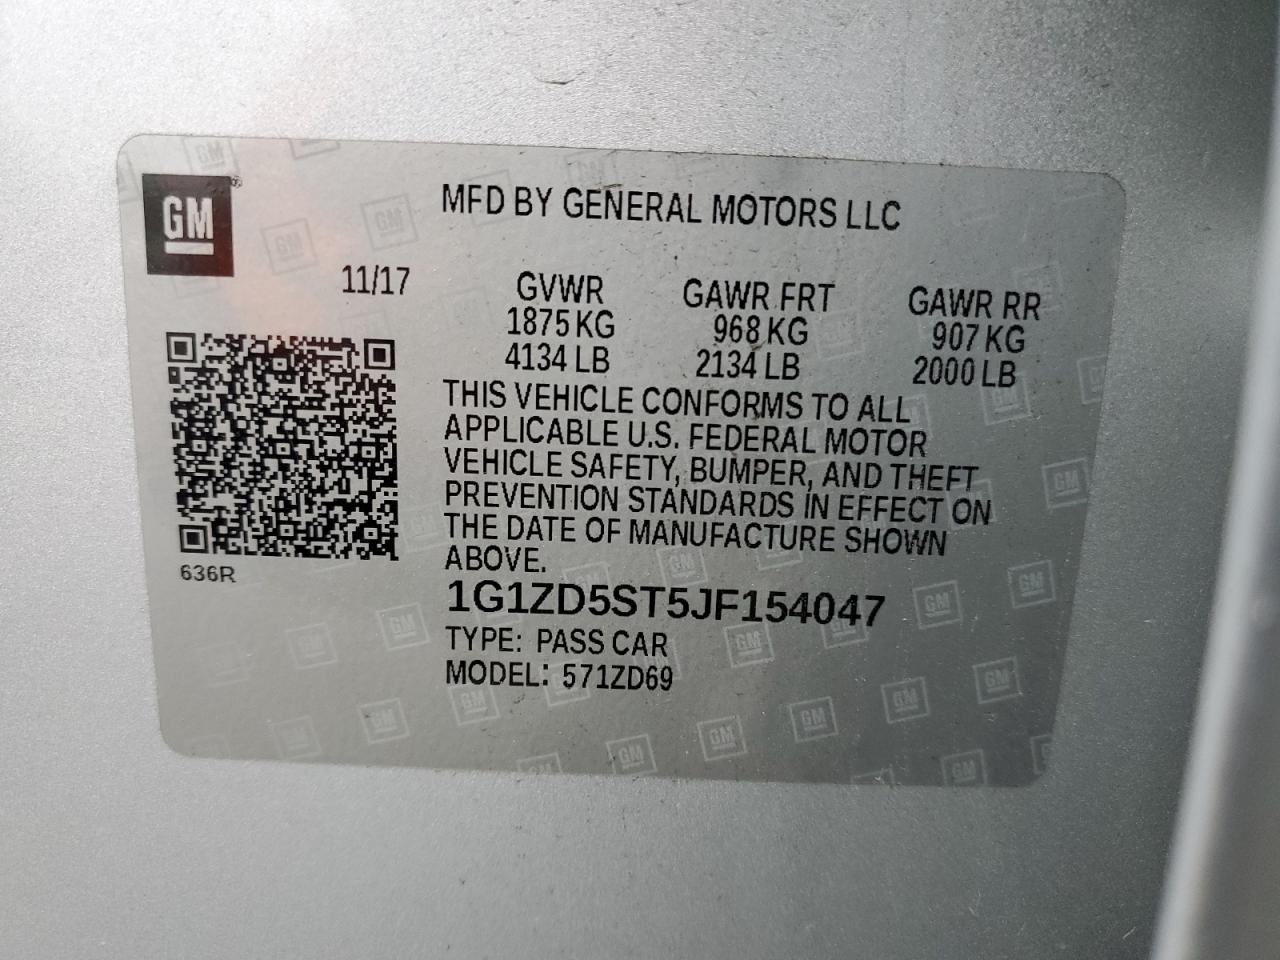 GM
MFD BY GENERAL MOTORS LLC
11/17 GVWR GAWR FRT GAWR RR
1875 KG 968 KG 907 KG
4134 LB 2134 LB 2000 LB
THIS VEHICLE CONFORMS TO ALL
APPLICABLE U.S. FEDERAL MOTOR
VEHICLE SAFETY, BUMPER, AND THEFT
PREVENTION STANDARDS IN EFFECT ON
THE DATE OF MANUFACTURE SHOWN
ABOVE.
636R
1G1ZD5ST5JF154047
TYPE: PASS CAR
MODEL: 571ZD69